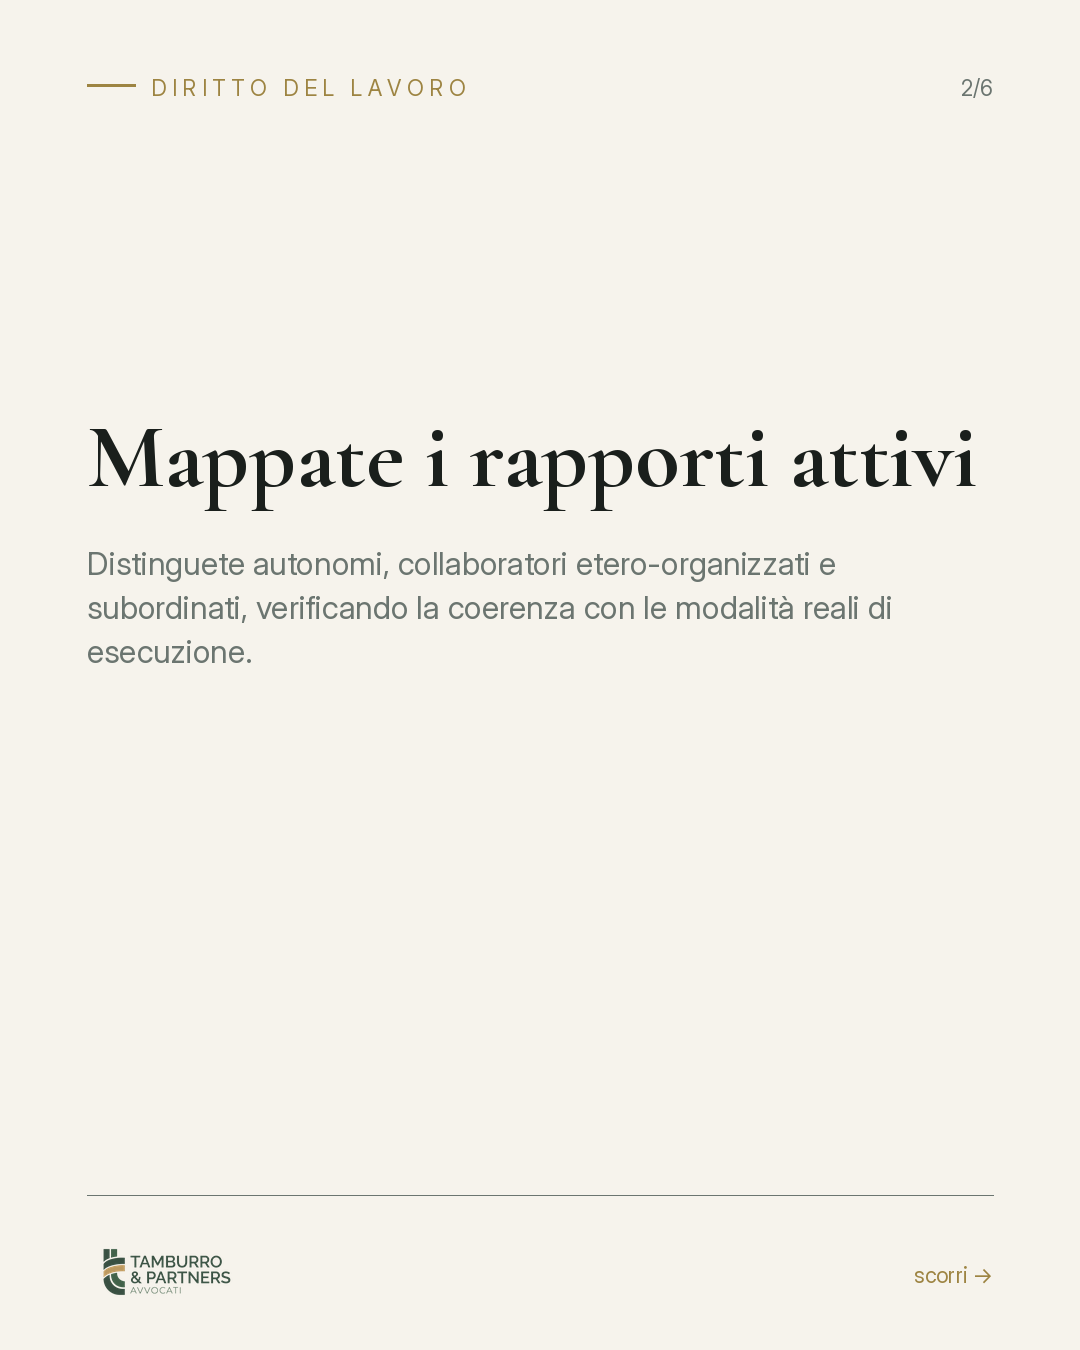 DIRITTO DEL LAVORO
2/6
Mappate i rapporti attivi
Distinguete autonomi, collaboratori etero-organizzati e
subordinati, verificando la coerenza con le modalità reali di
esecuzione.
TAMBURRO
& PARTNERS
AVVOCATI
scorri →